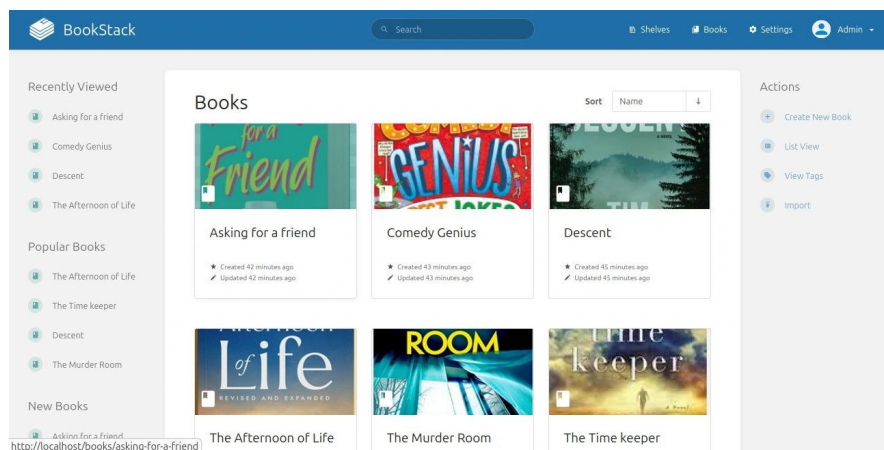 BookStack
Search
Shelves
Books
Settings
Admin
Recently Viewed
Asking for a friend
Comedy Genius
Descent
The Afternoon of Life
Popular Books
The Afternoon of Life
The Time keeper
Descent
The Murder Room
New Books
Asking for a friend
http://localhost/books/asking-for-a-friend
Books
Sort
Name
for a
Friend
Asking for a friend
Created 42 minutes ago
Updated 42 minutes ago
COMEDY
GENIUS
Comedy Genius
Created 43 minutes ago
Updated 43 minutes ago
DESCENT
A NOVEL
TIM
Descent
Created 45 minutes ago
Updated 45 minutes ago
Afternoon
of Life
REVISED AND EXPANDED
The Afternoon of Life
ROOM
The Murder Room
time
keeper
a Novel
The Time keeper
Actions
Create New Book
List View
View Tags
Import